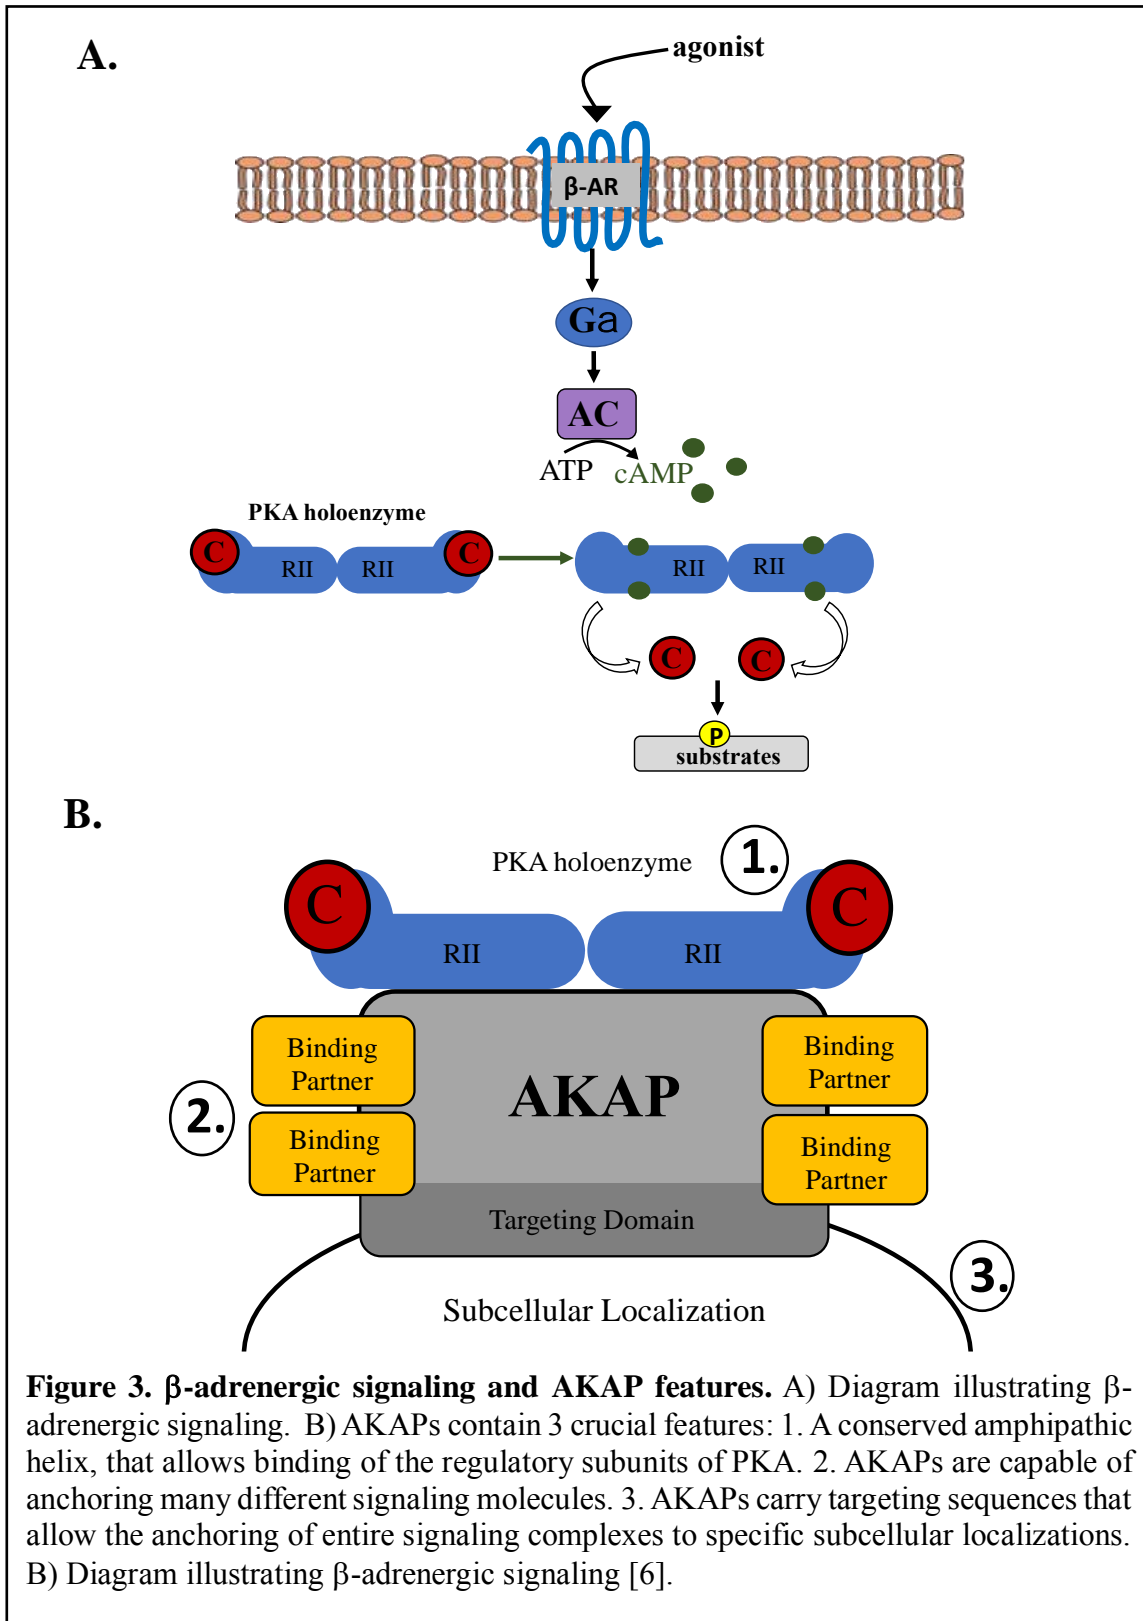 A.
agonist
β-AR
Ga
AC
ATP
cAMP
PKA holoenzyme
C
C
RII
RII
RII
RII
C
C
P
substrates
B.
PKA holoenzyme
1.
C
C
RII
RII
Binding
Partner
Binding
Partner
AKAP
2.
Binding
Partner
Binding
Partner
Targeting Domain
3.
Subcellular Localization
Figure 3. β-adrenergic signaling and AKAP features. A) Diagram illustrating β-
adrenergic signaling. B) AKAPs contain 3 crucial features: 1. A conserved amphipathic
helix, that allows binding of the regulatory subunits of PKA. 2. AKAPs are capable of
anchoring many different signaling molecules. 3. AKAPs carry targeting sequences that
allow the anchoring of entire signaling complexes to specific subcellular localizations.
B) Diagram illustrating β-adrenergic signaling [6].